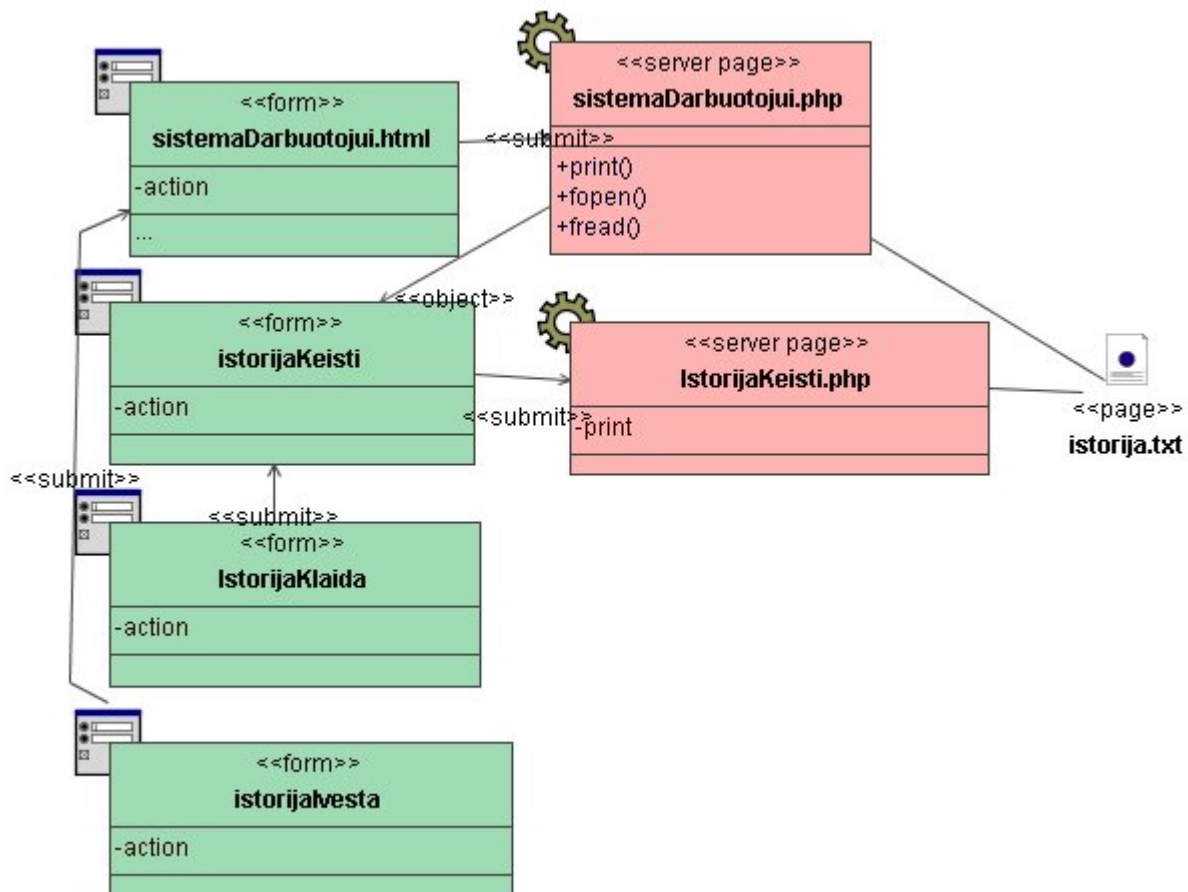 <<form>>
sistemaDarbuotojui.html
-action
...
<<submit>>
<<server page>>
sistemaDarbuotojui.php
+print()
+fopen()
+fread()
<<object>>
<<form>>
istorijaKeisti
-action
<<submit>>
<<server page>>
IstorijaKeisti.php
-print
<<page>>
istorija.txt
<<submit>>
<<submit>>
<<form>>
IstorijaKlaida
-action
<<form>>
istorijaIvesta
-action